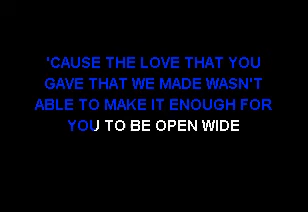 'CAUSE THE LOVE THAT YOU
GAVE THAT WE MADE WASN'T
ABLE TO MAKE IT ENOUGH FOR
YOU TO BE OPEN WIDE